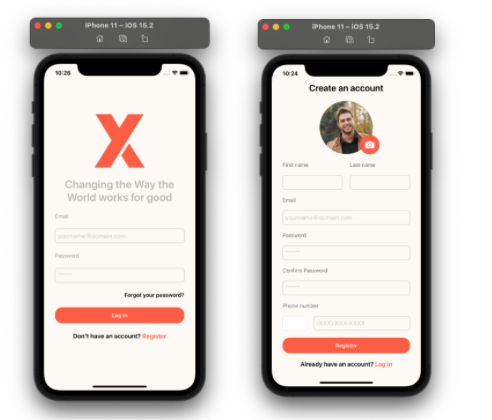 iPhone 11 – iOS 15.2
10:26
Changing the Way the
World works for good
Email
yourname@domain.com
Password
Forgot your password?
Log in
Don't have an account? Register
iPhone 11 – iOS 15.2
10:24
Create an account
First name
Last name
Email
yourname@domain.com
Password
Confirm Password
Phone number
(XXX) XXX-XXXX
Register
Already have an account? Log in